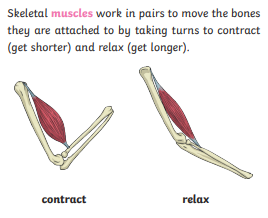 Skeletal muscles work in pairs to move the bones
they are attached to by taking turns to contract
(get shorter) and relax (get longer).
contract
relax